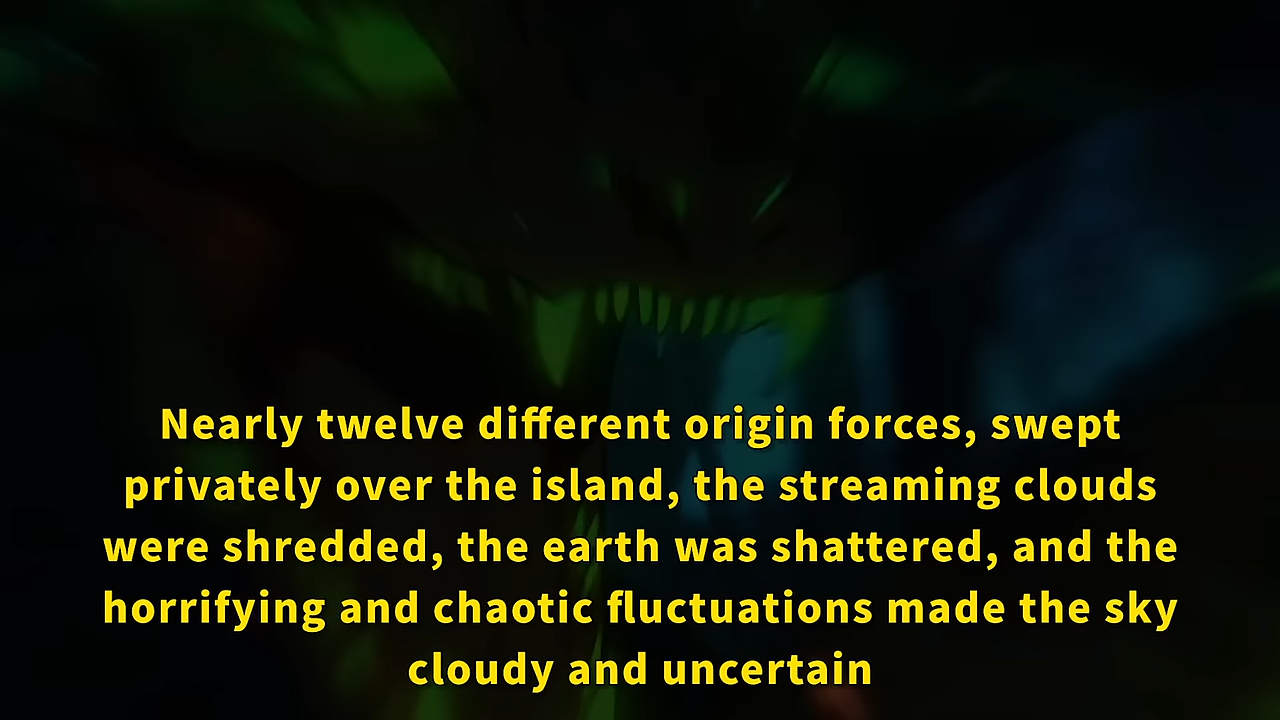 Nearly twelve different origin forces, swept
privately over the island, the streaming clouds
were shredded, the earth was shattered, and the
horrifying and chaotic fluctuations made the sky
cloudy and uncertain